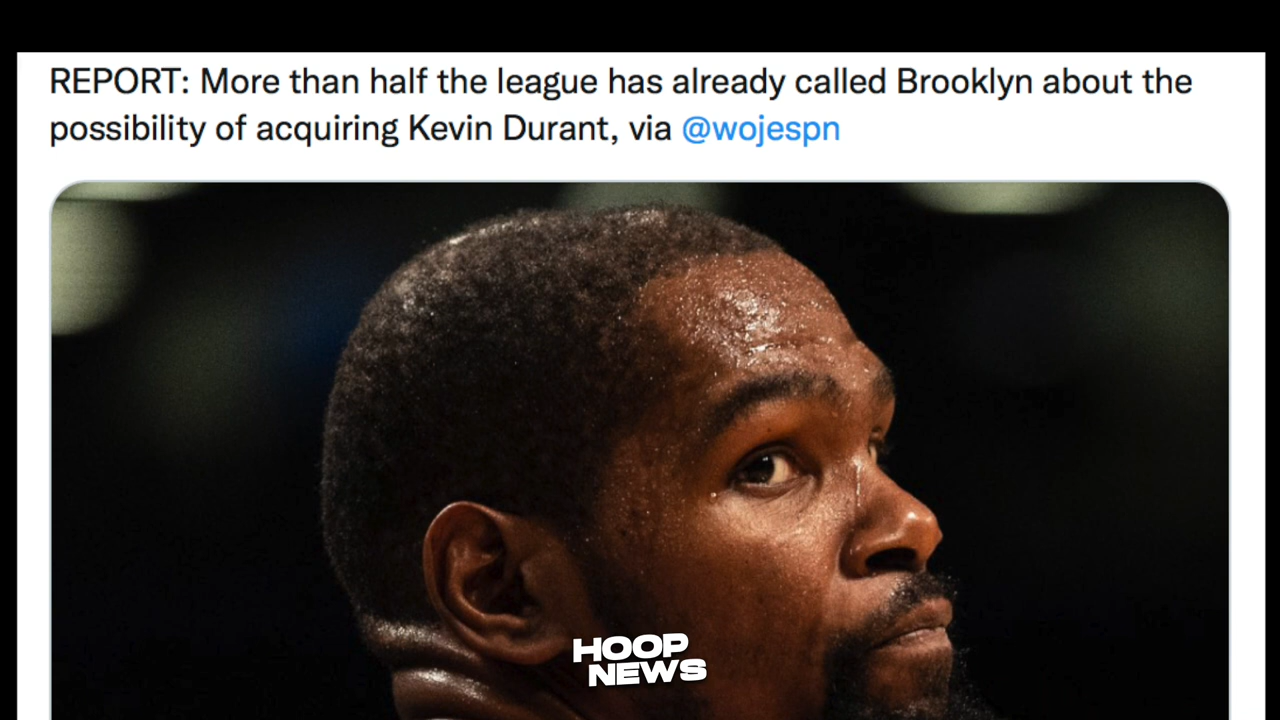 REPORT: More than half the league has already called Brooklyn about the
possibility of acquiring Kevin Durant, via @wojespn
HOOP
NEWS